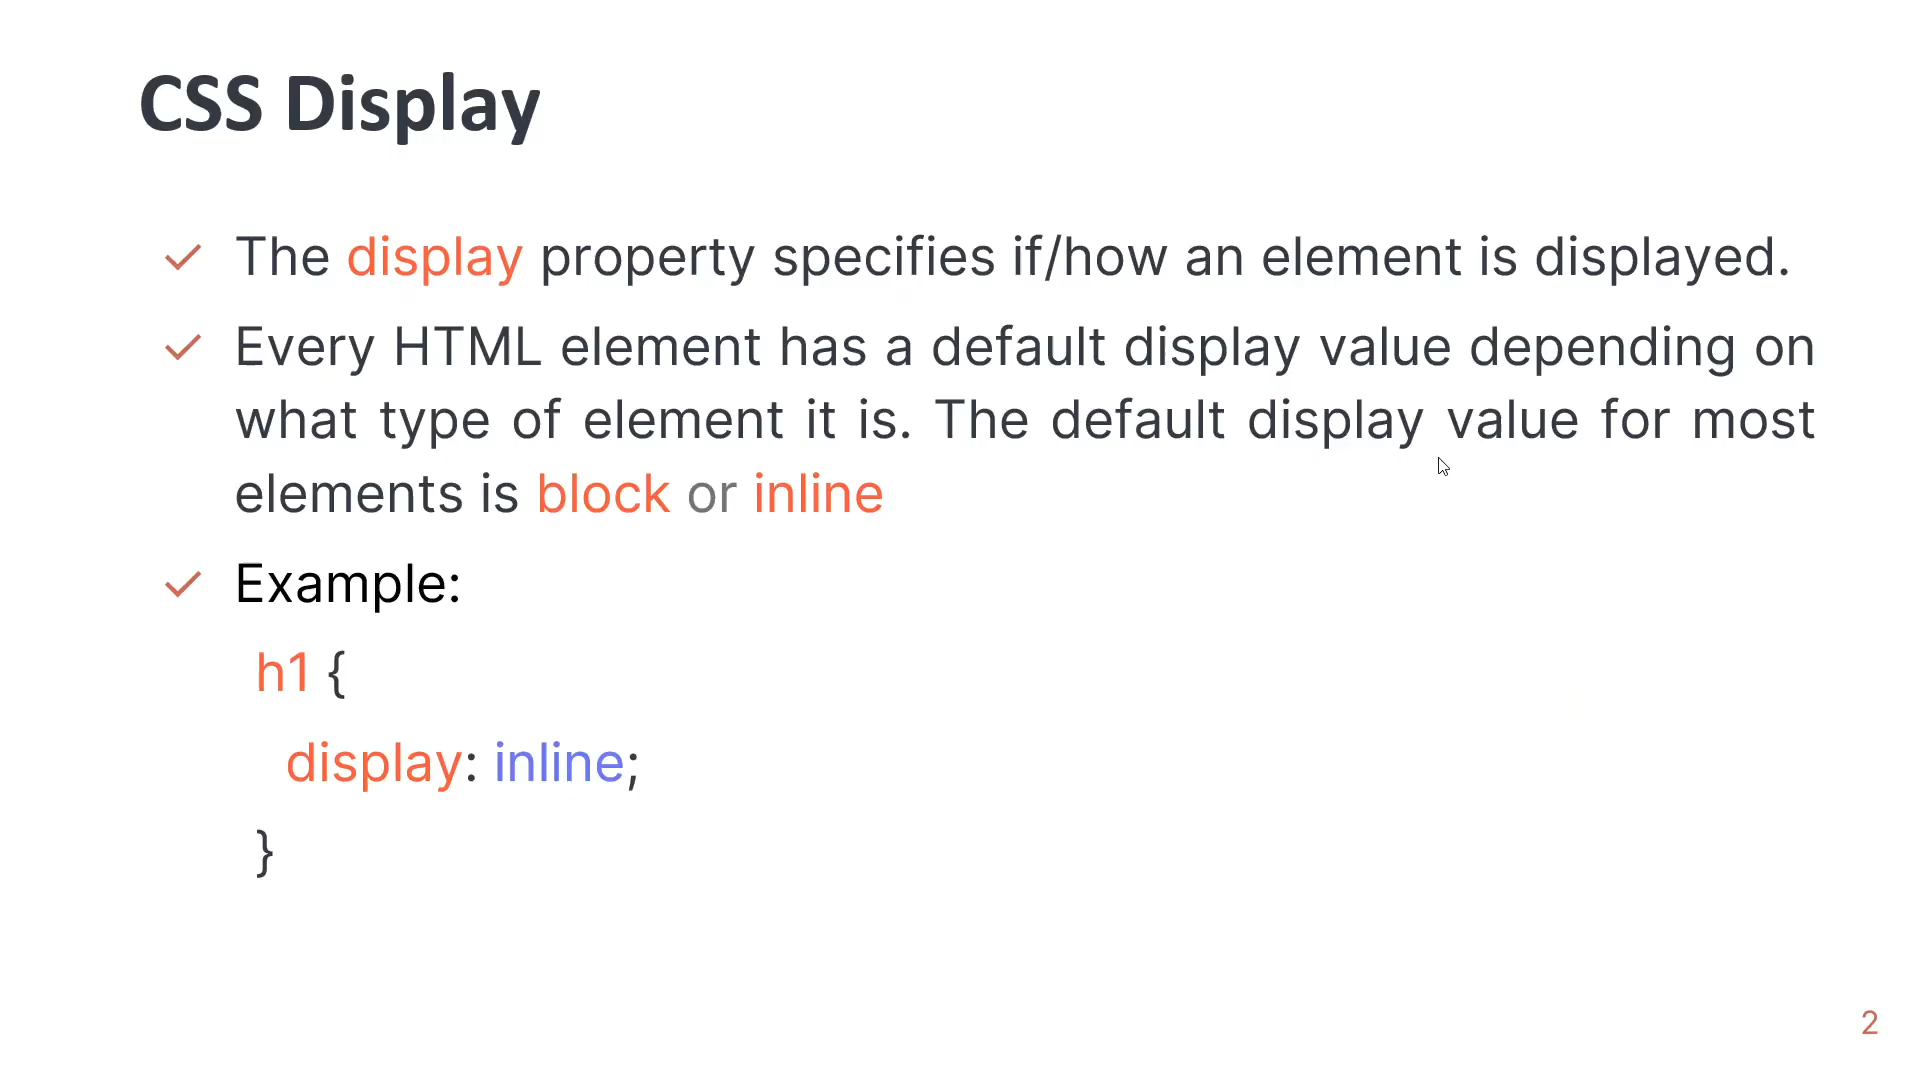 CSS Display
The display property specifies if/how an element is displayed.
Every HTML element has a default display value depending on
what type of element it is. The default display value for most
elements is block or inline
Example:
h1 {
display: inline;
}
2